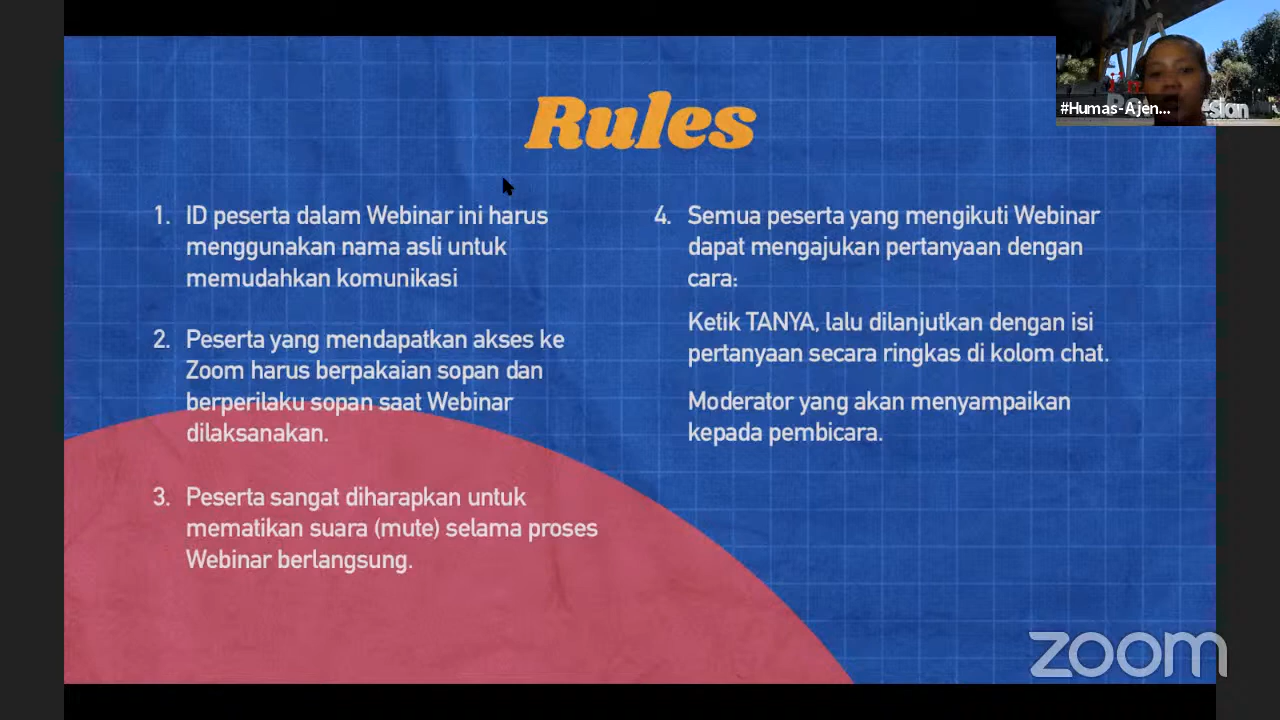 Rules
1. ID peserta dalam Webinar ini harus
menggunakan nama asli untuk
memudahkan komunikasi
2. Peserta yang mendapatkan akses ke
Zoom harus berpakaian sopan dan
berperilaku sopan saat Webinar
dilaksanakan.
3. Peserta sangat diharapkan untuk
mematikan suara (mute) selama proses
Webinar berlangsung.
4. Semua peserta yang mengikuti Webinar
dapat mengajukan pertanyaan dengan
cara:
Ketik TANYA, lalu dilanjutkan dengan isi
pertanyaan secara ringkas di kolom chat.
Moderator yang akan menyampaikan
kepada pembicara.
#Humas-Ajen...
zoom